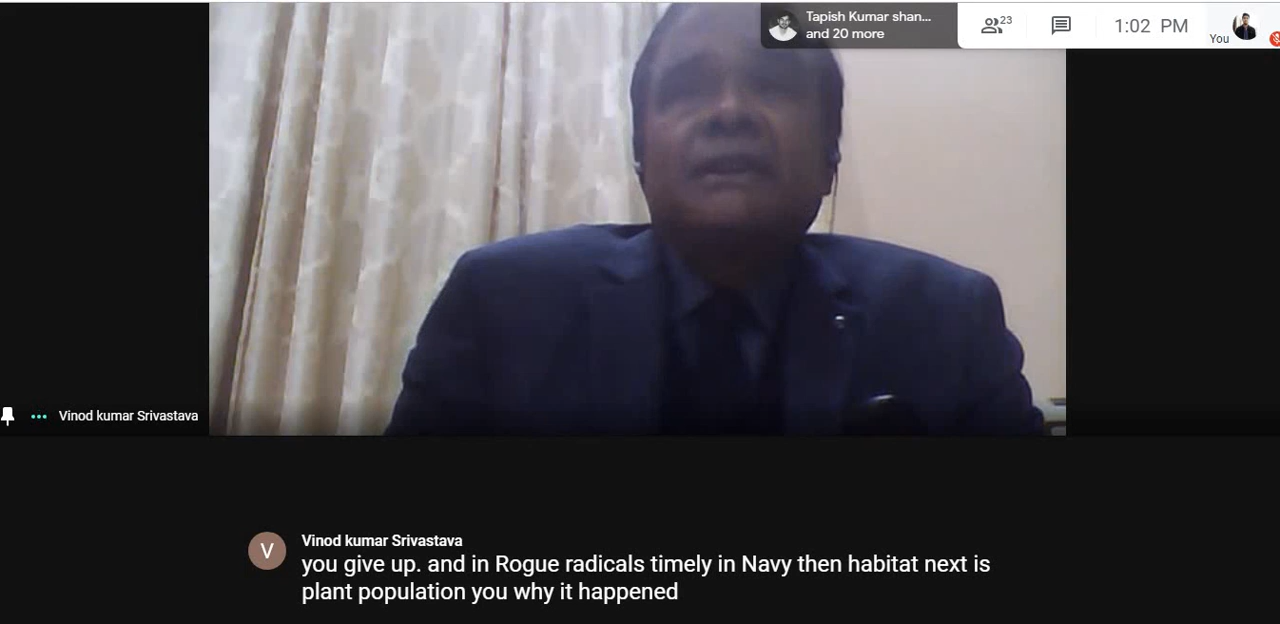 Tapish Kumar shan...
and 20 more
23
1:02 PM
You
Vinod kumar Srivastava
V
Vinod kumar Srivastava
you give up. and in Rogue radicals timely in Navy then habitat next is
plant population you why it happened